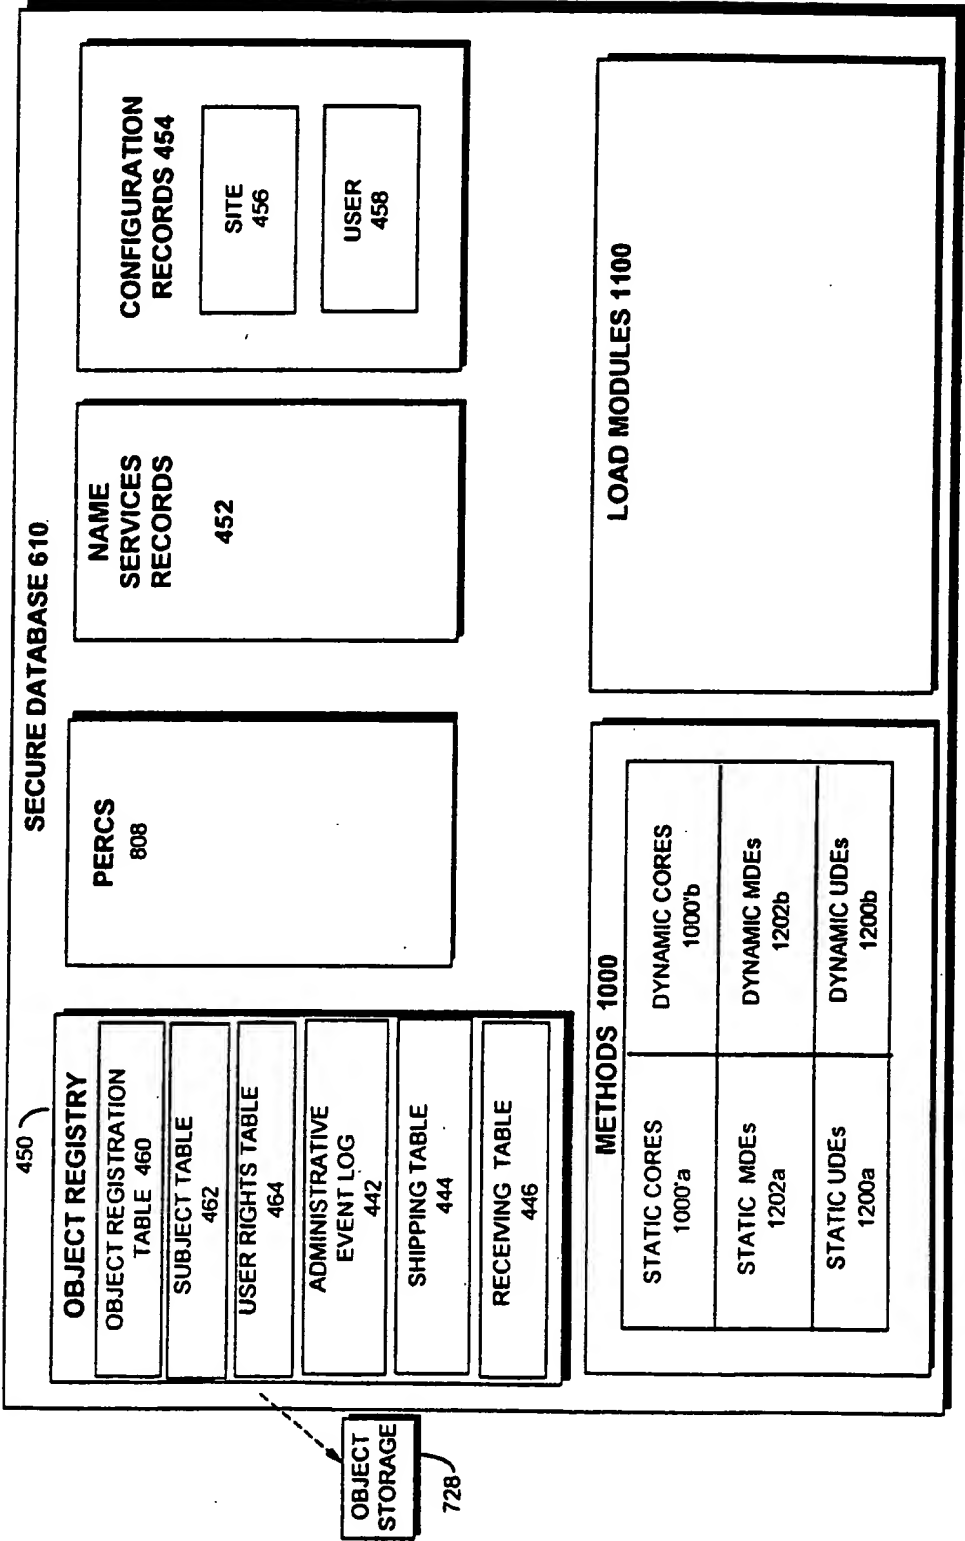 SECURE DATABASE 610
450
OBJECT REGISTRY
OBJECT REGISTRATION
TABLE 460
SUBJECT TABLE
462
USER RIGHTS TABLE
464
ADMINISTRATIVE
EVENT LOG
442
SHIPPING TABLE
444
RECEIVING TABLE
446
PERCS
808
NAME
SERVICES
RECORDS
452
CONFIGURATION
RECORDS 454
SITE
456
USER
458
OBJECT
STORAGE
728
METHODS 1000
STATIC CORES
1000'a
DYNAMIC CORES
1000'b
STATIC MDEs
1202a
DYNAMIC MDEs
1202b
STATIC UDEs
1200a
DYNAMIC UDEs
1200b
LOAD MODULES 1100